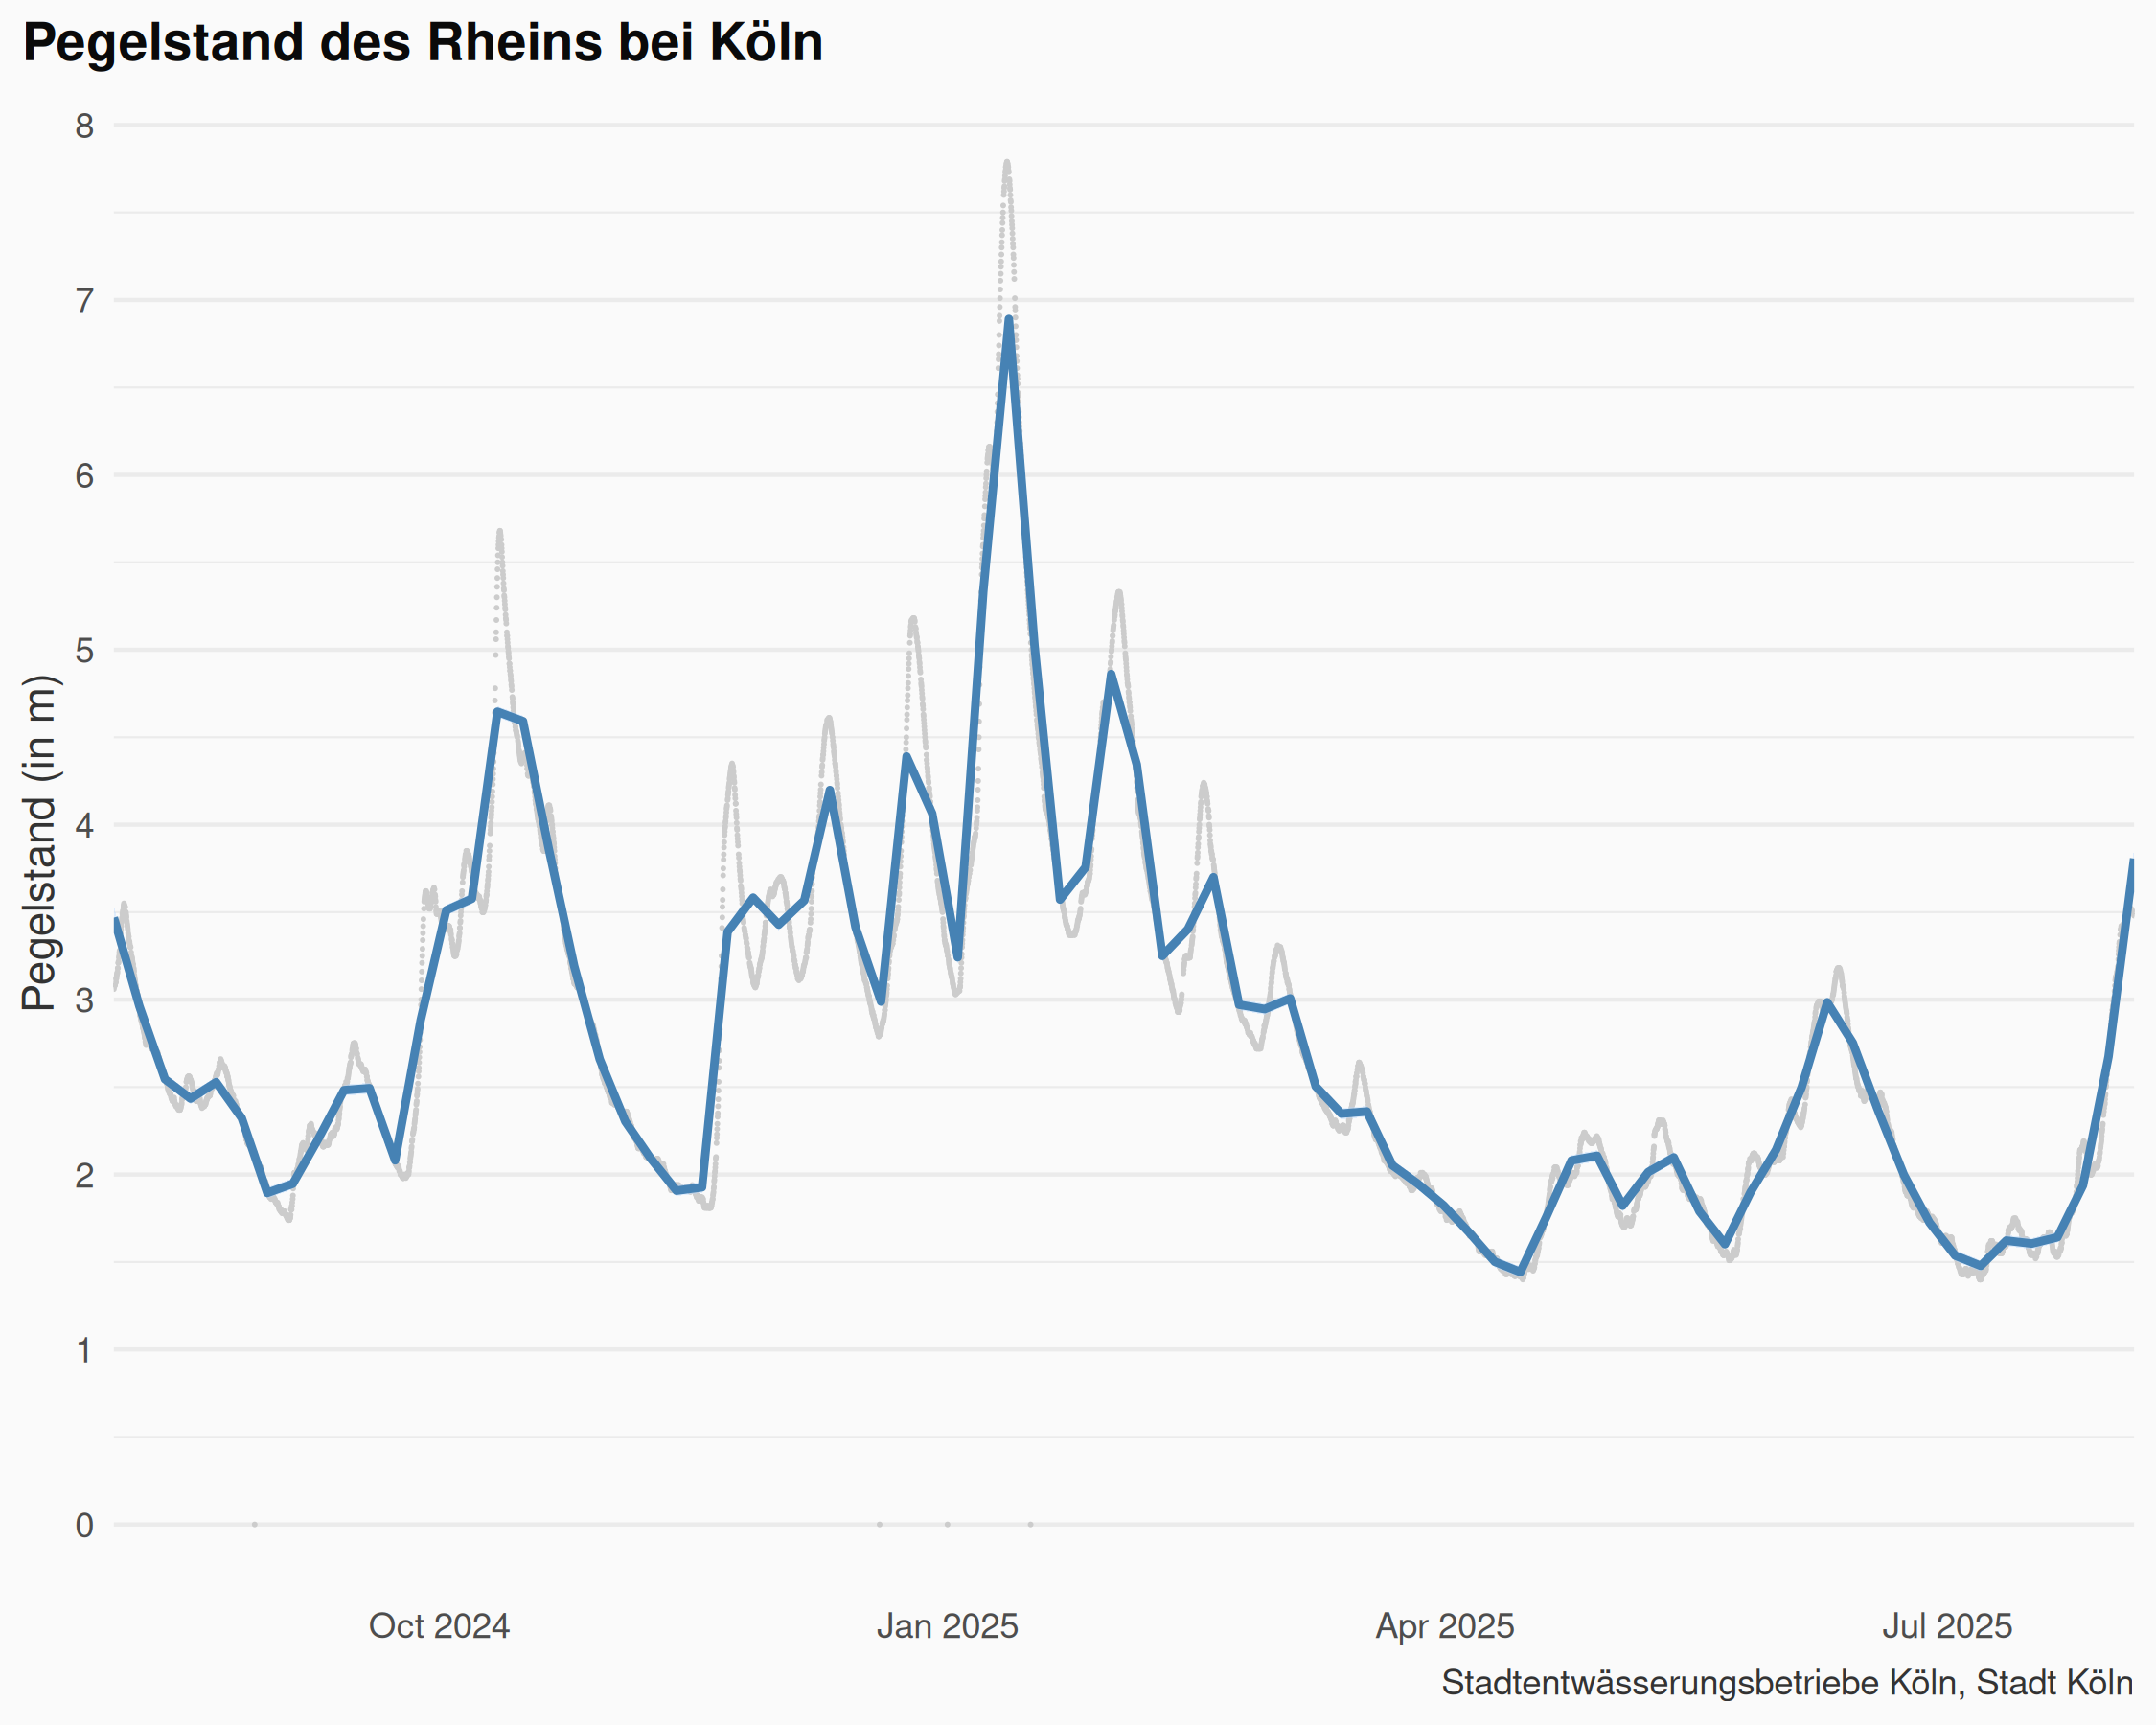 Pegelstand des Rheins bei Köln
8
7
6
5
4
3
2
1
0
Pegelstand (in m)
Oct 2024
Jan 2025
Apr 2025
Jul 2025
Stadtentwässerungsbetriebe Köln, Stadt Köln